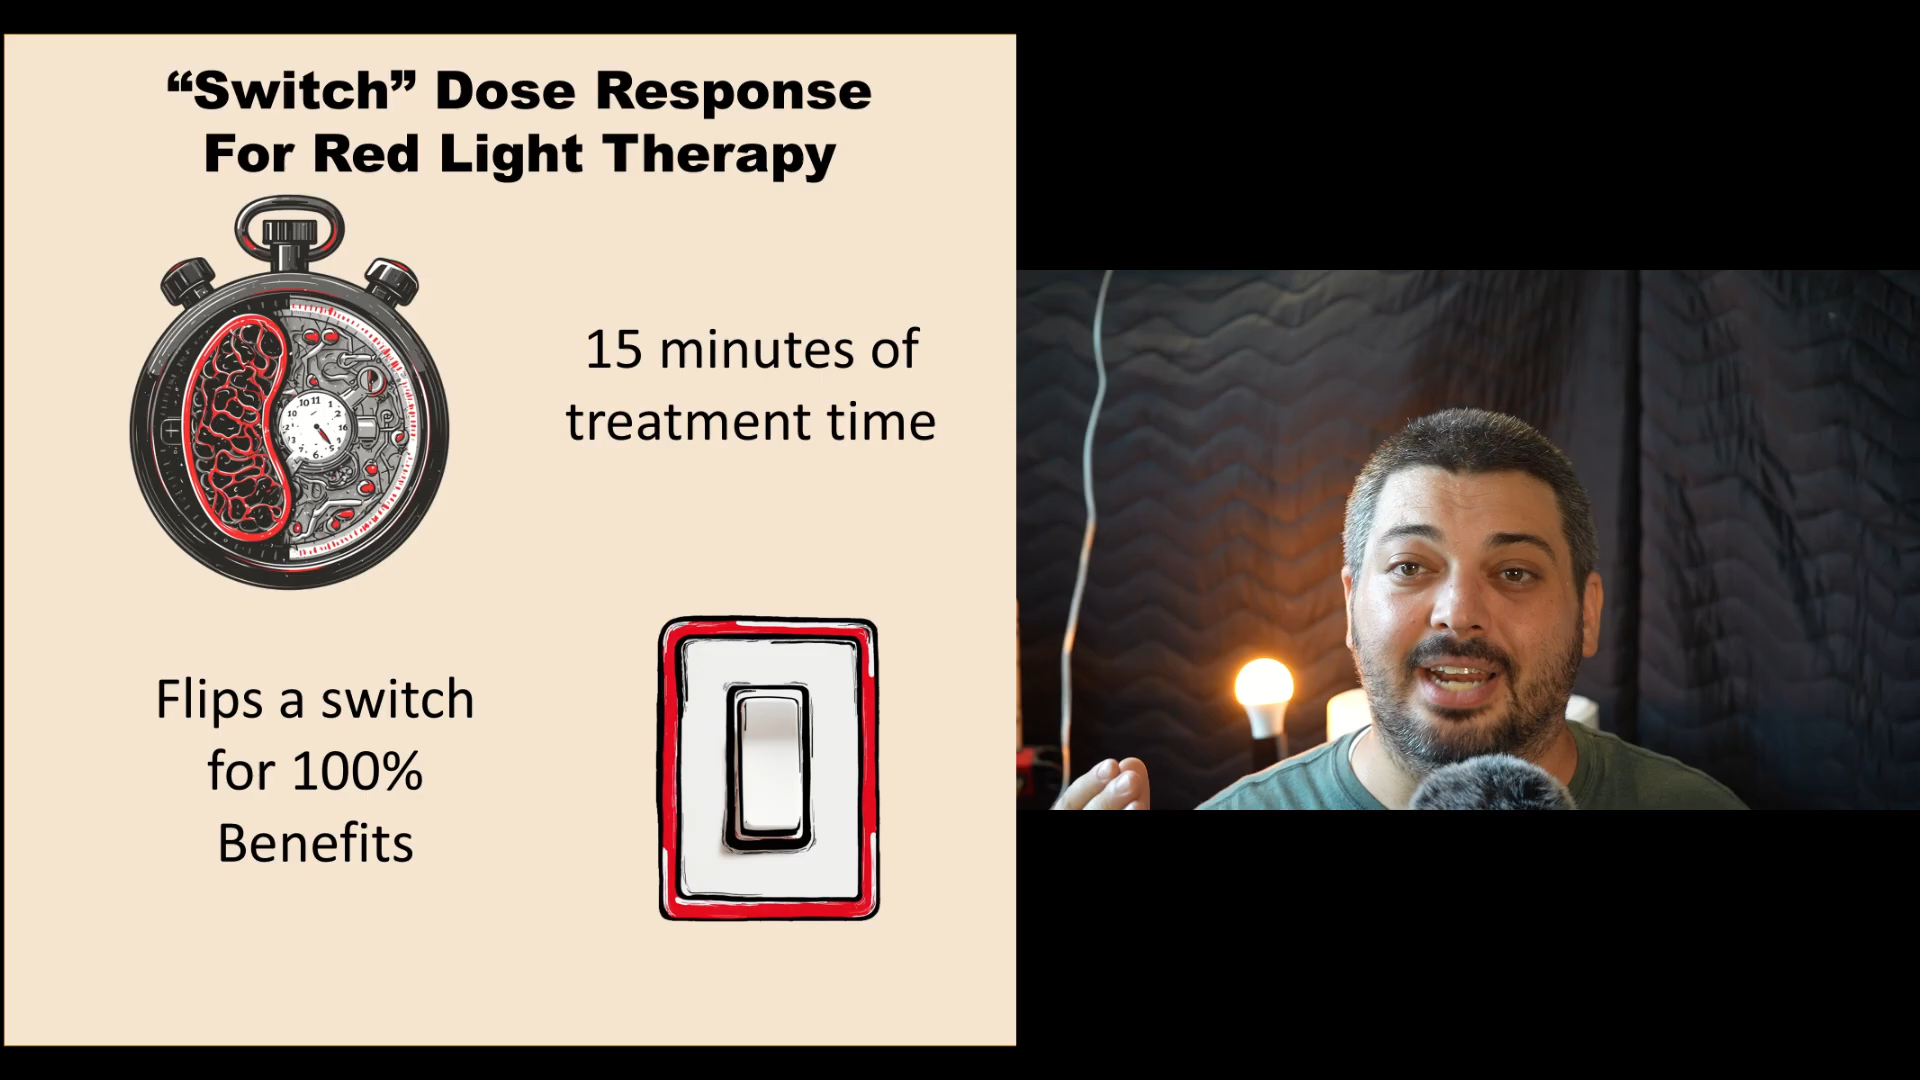 “Switch” Dose Response
For Red Light Therapy
15 minutes of
treatment time
Flips a switch
for 100%
Benefits